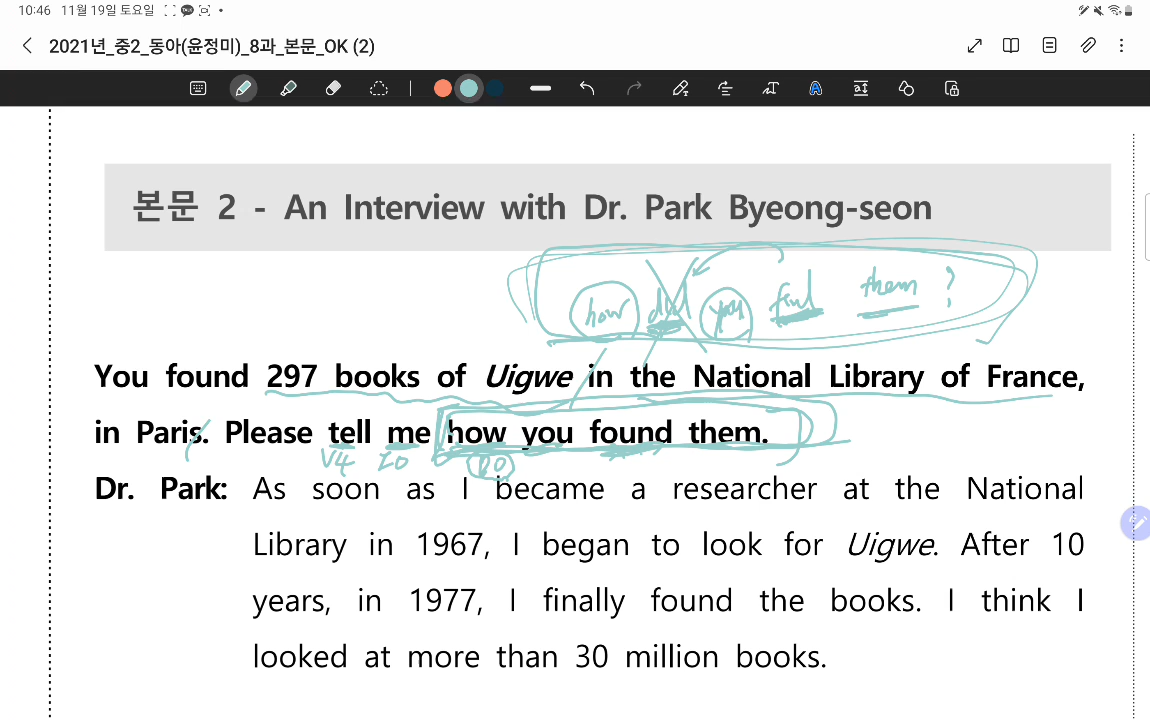 10:46 11월 19일 토요일
2021년_중2_동아(윤정미)_8과_본문_OK (2)
본문 2 - An Interview with Dr. Park Byeong-seon
how did you find them ?
You found 297 books of Uigwe in the National Library of France,
in Paris. Please tell me how you found them.
V4 IO DO
Dr. Park: As soon as I became a researcher at the National
Library in 1967, I began to look for Uigwe. After 10
years, in 1977, I finally found the books. I think I
looked at more than 30 million books.